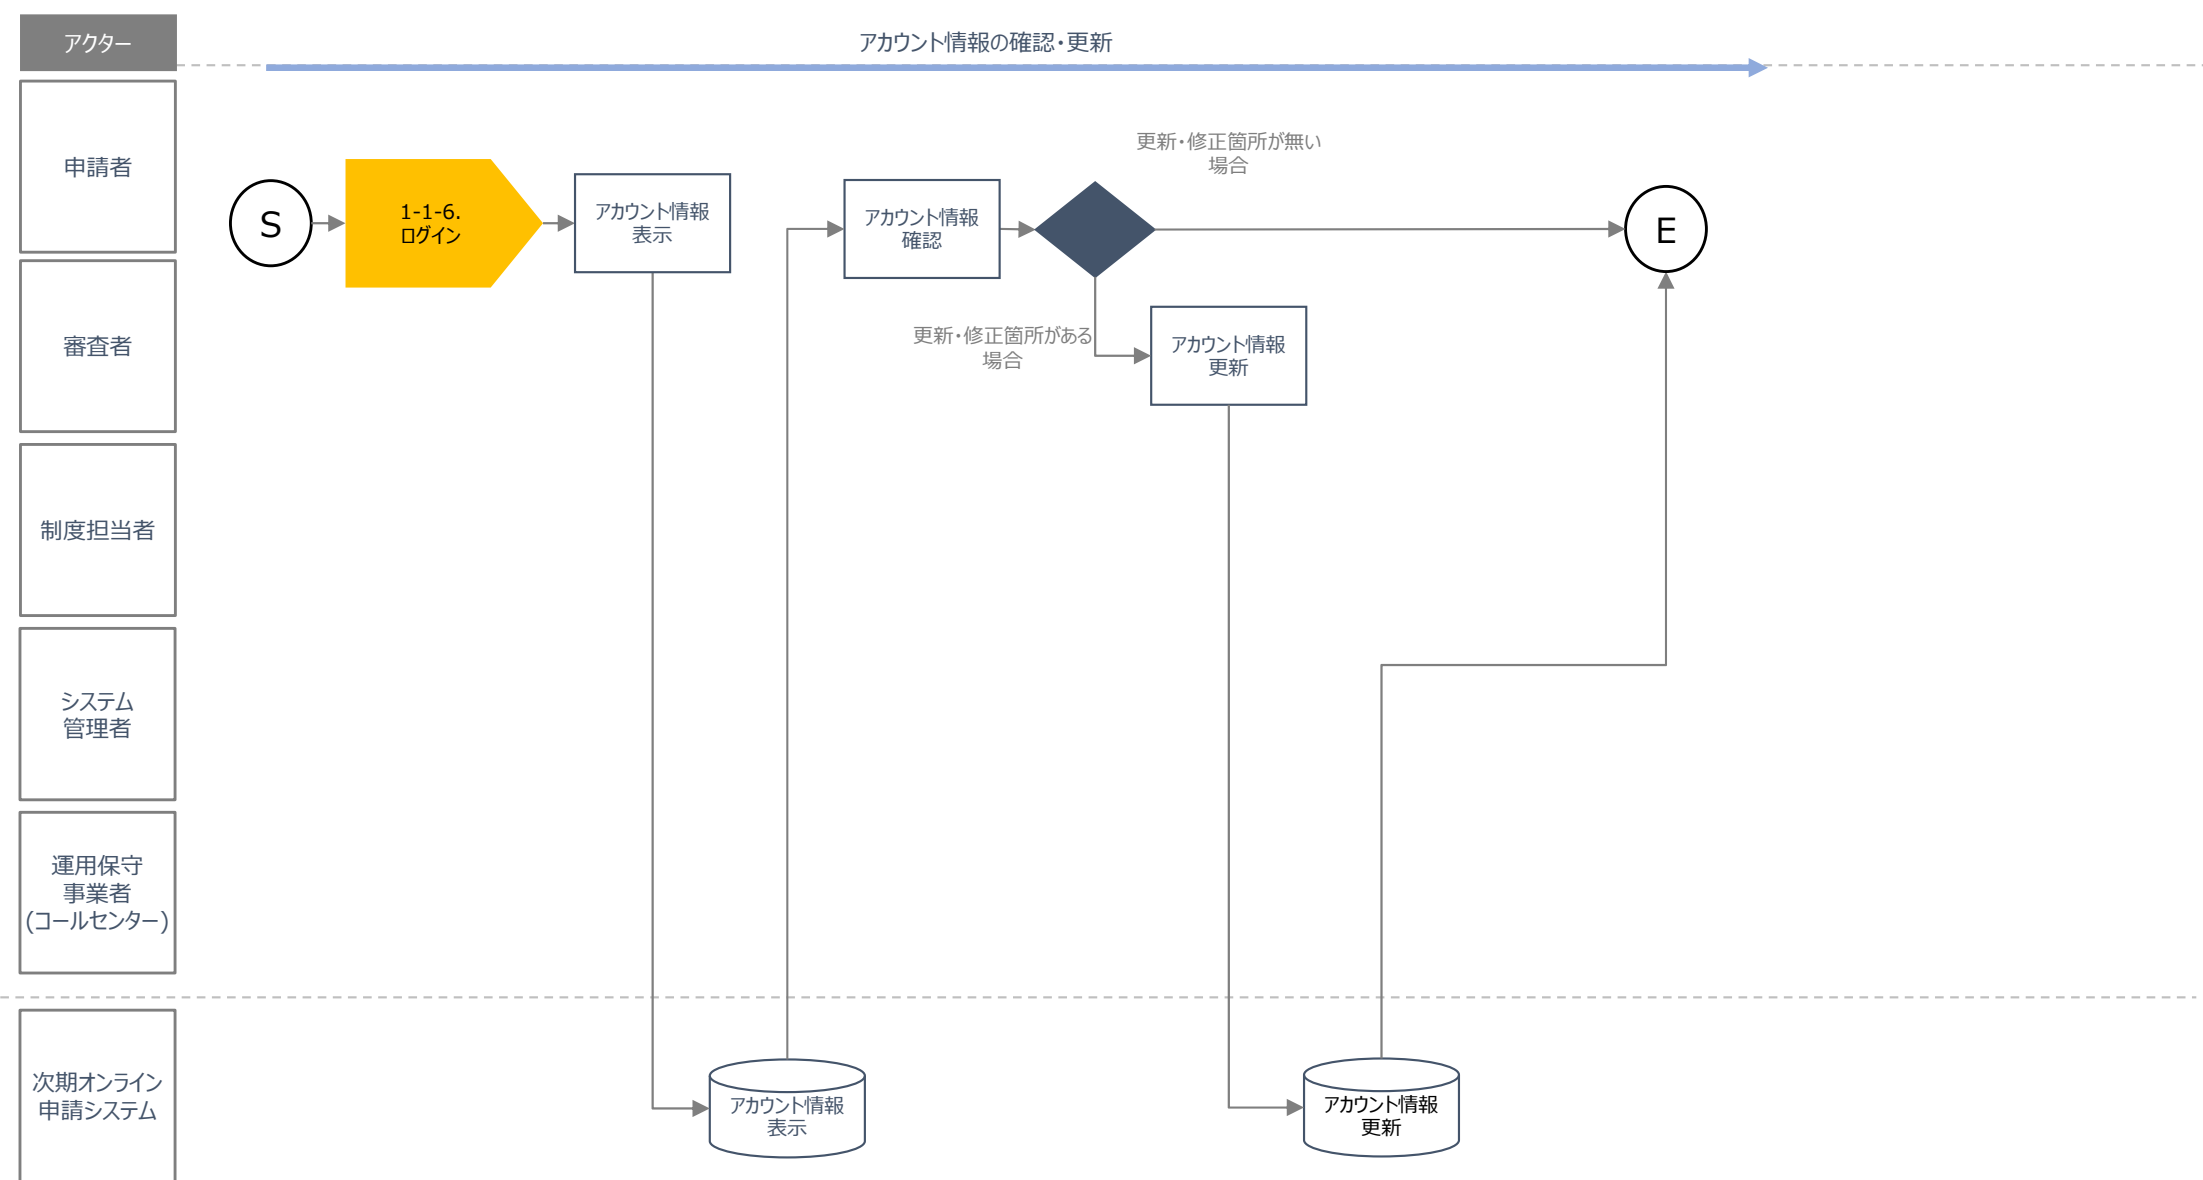 アクター
アカウント情報の確認・更新
申請者
S
1-1-6.
ログイン
アカウント情報
表示
アカウント情報
確認
更新・修正箇所が無い
場合
E
審査者
更新・修正箇所がある
場合
アカウント情報
更新
制度担当者
システム
管理者
運用保守
事業者
(コールセンター)
次期オンライン
申請システム
アカウント情報
表示
アカウント情報
更新